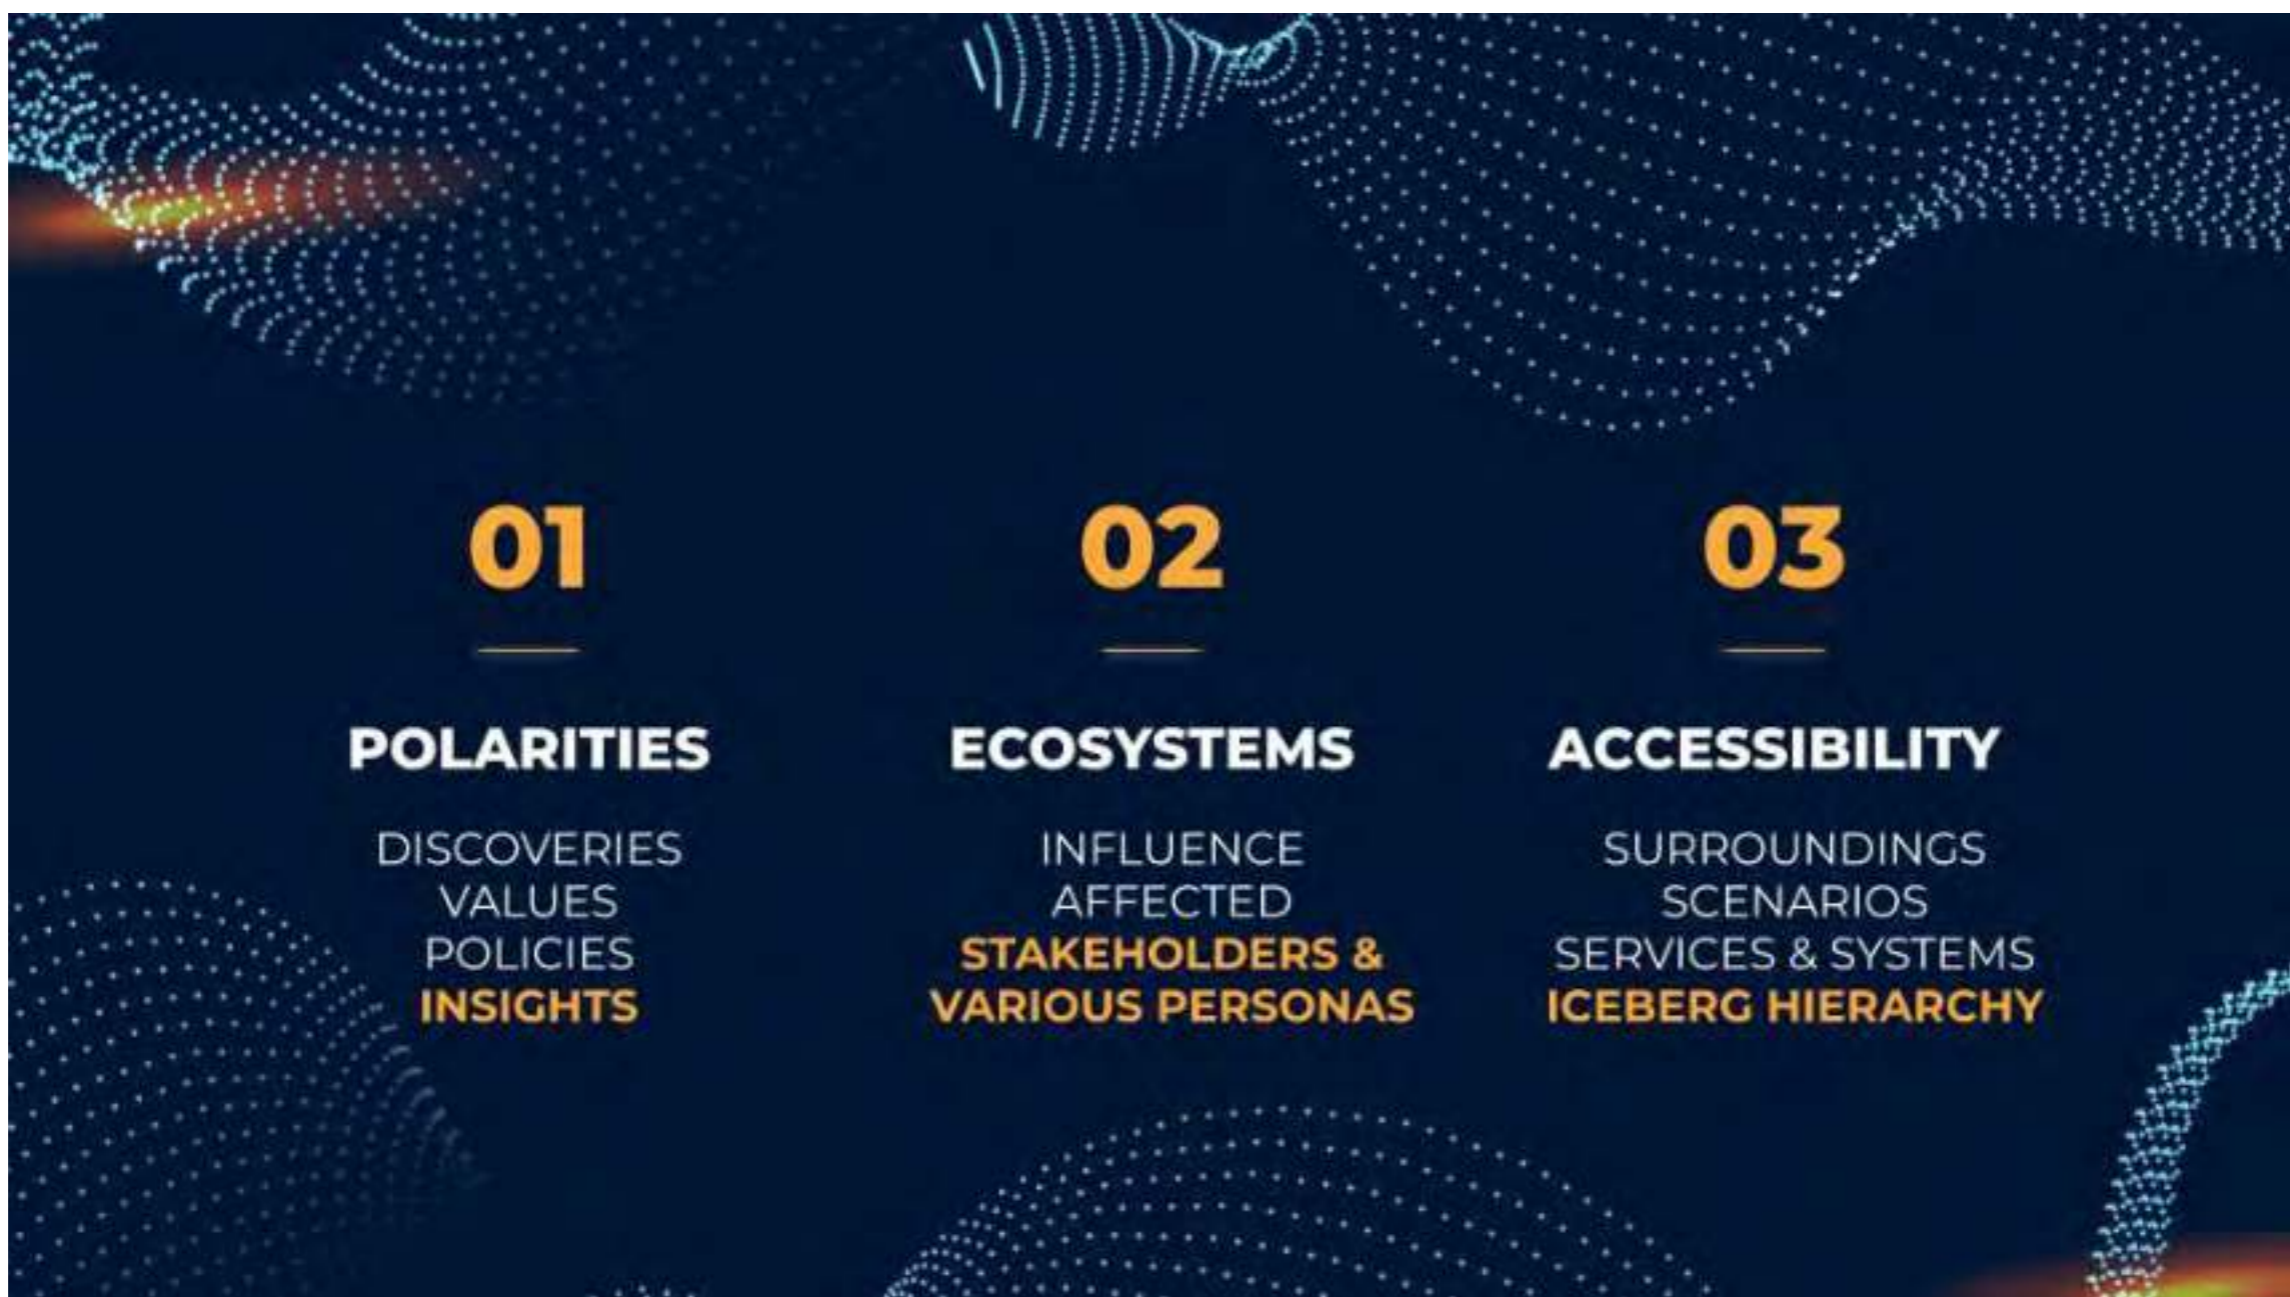 01
POLARITIES
DISCOVERIES
VALUES
POLICIES
INSIGHTS
02
ECOSYSTEMS
INFLUENCE
AFFECTED
STAKEHOLDERS &
VARIOUS PERSONAS
03
ACCESSIBILITY
SURROUNDINGS
SCENARIOS
SERVICES & SYSTEMS
ICEBERG HIERARCHY